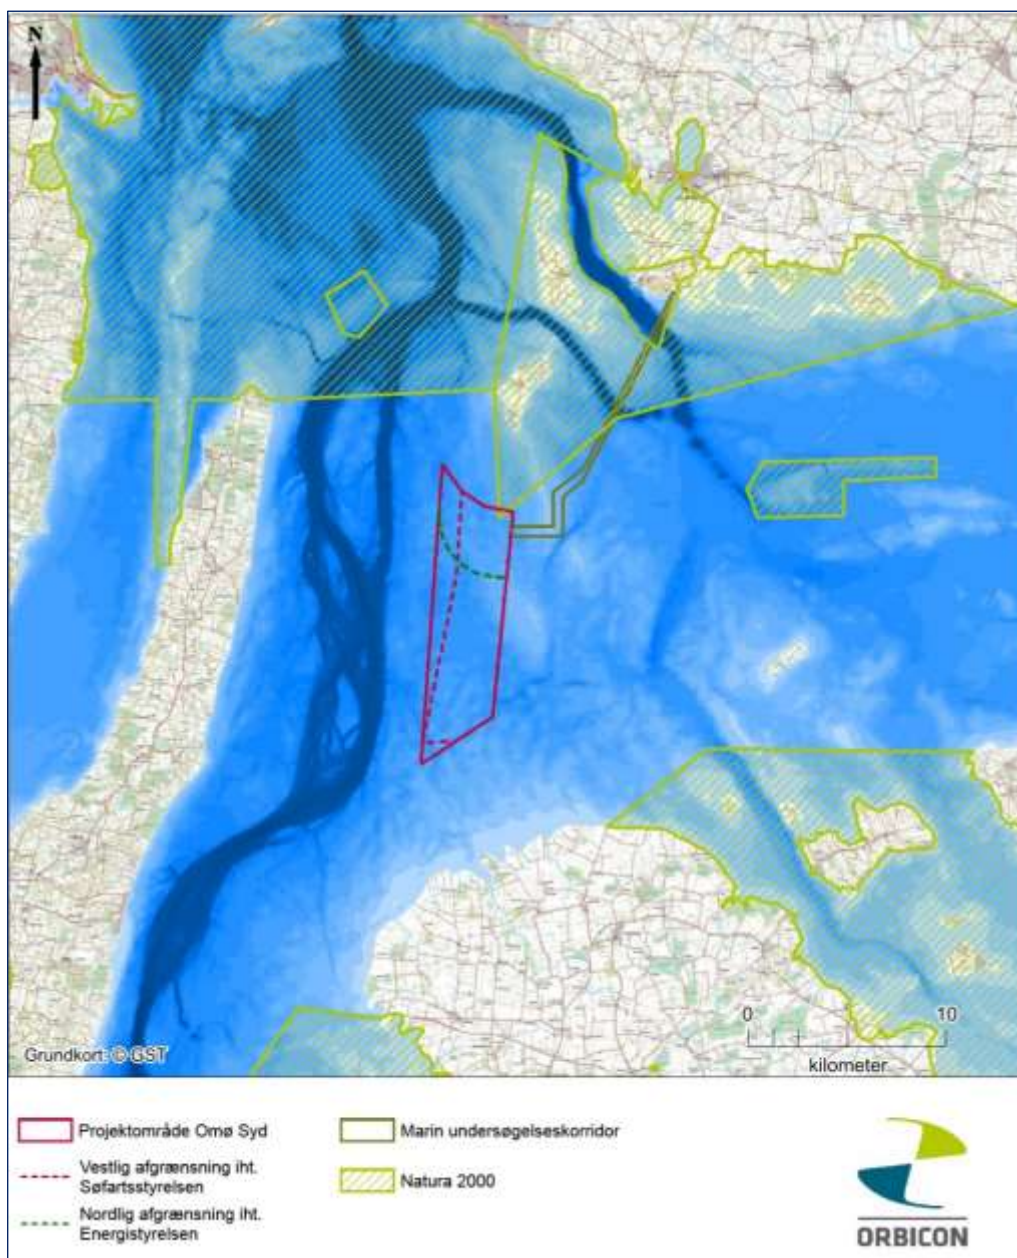 N
0 10
kilometer
Grundkort: © GST
Projektområde Omø Syd
Vestlig afgrænsning iht.
Søfartsstyrelsen
Nordlig afgrænsning iht.
Energistyrelsen
Marin undersøgelseskorridor
Natura 2000
ORBICON